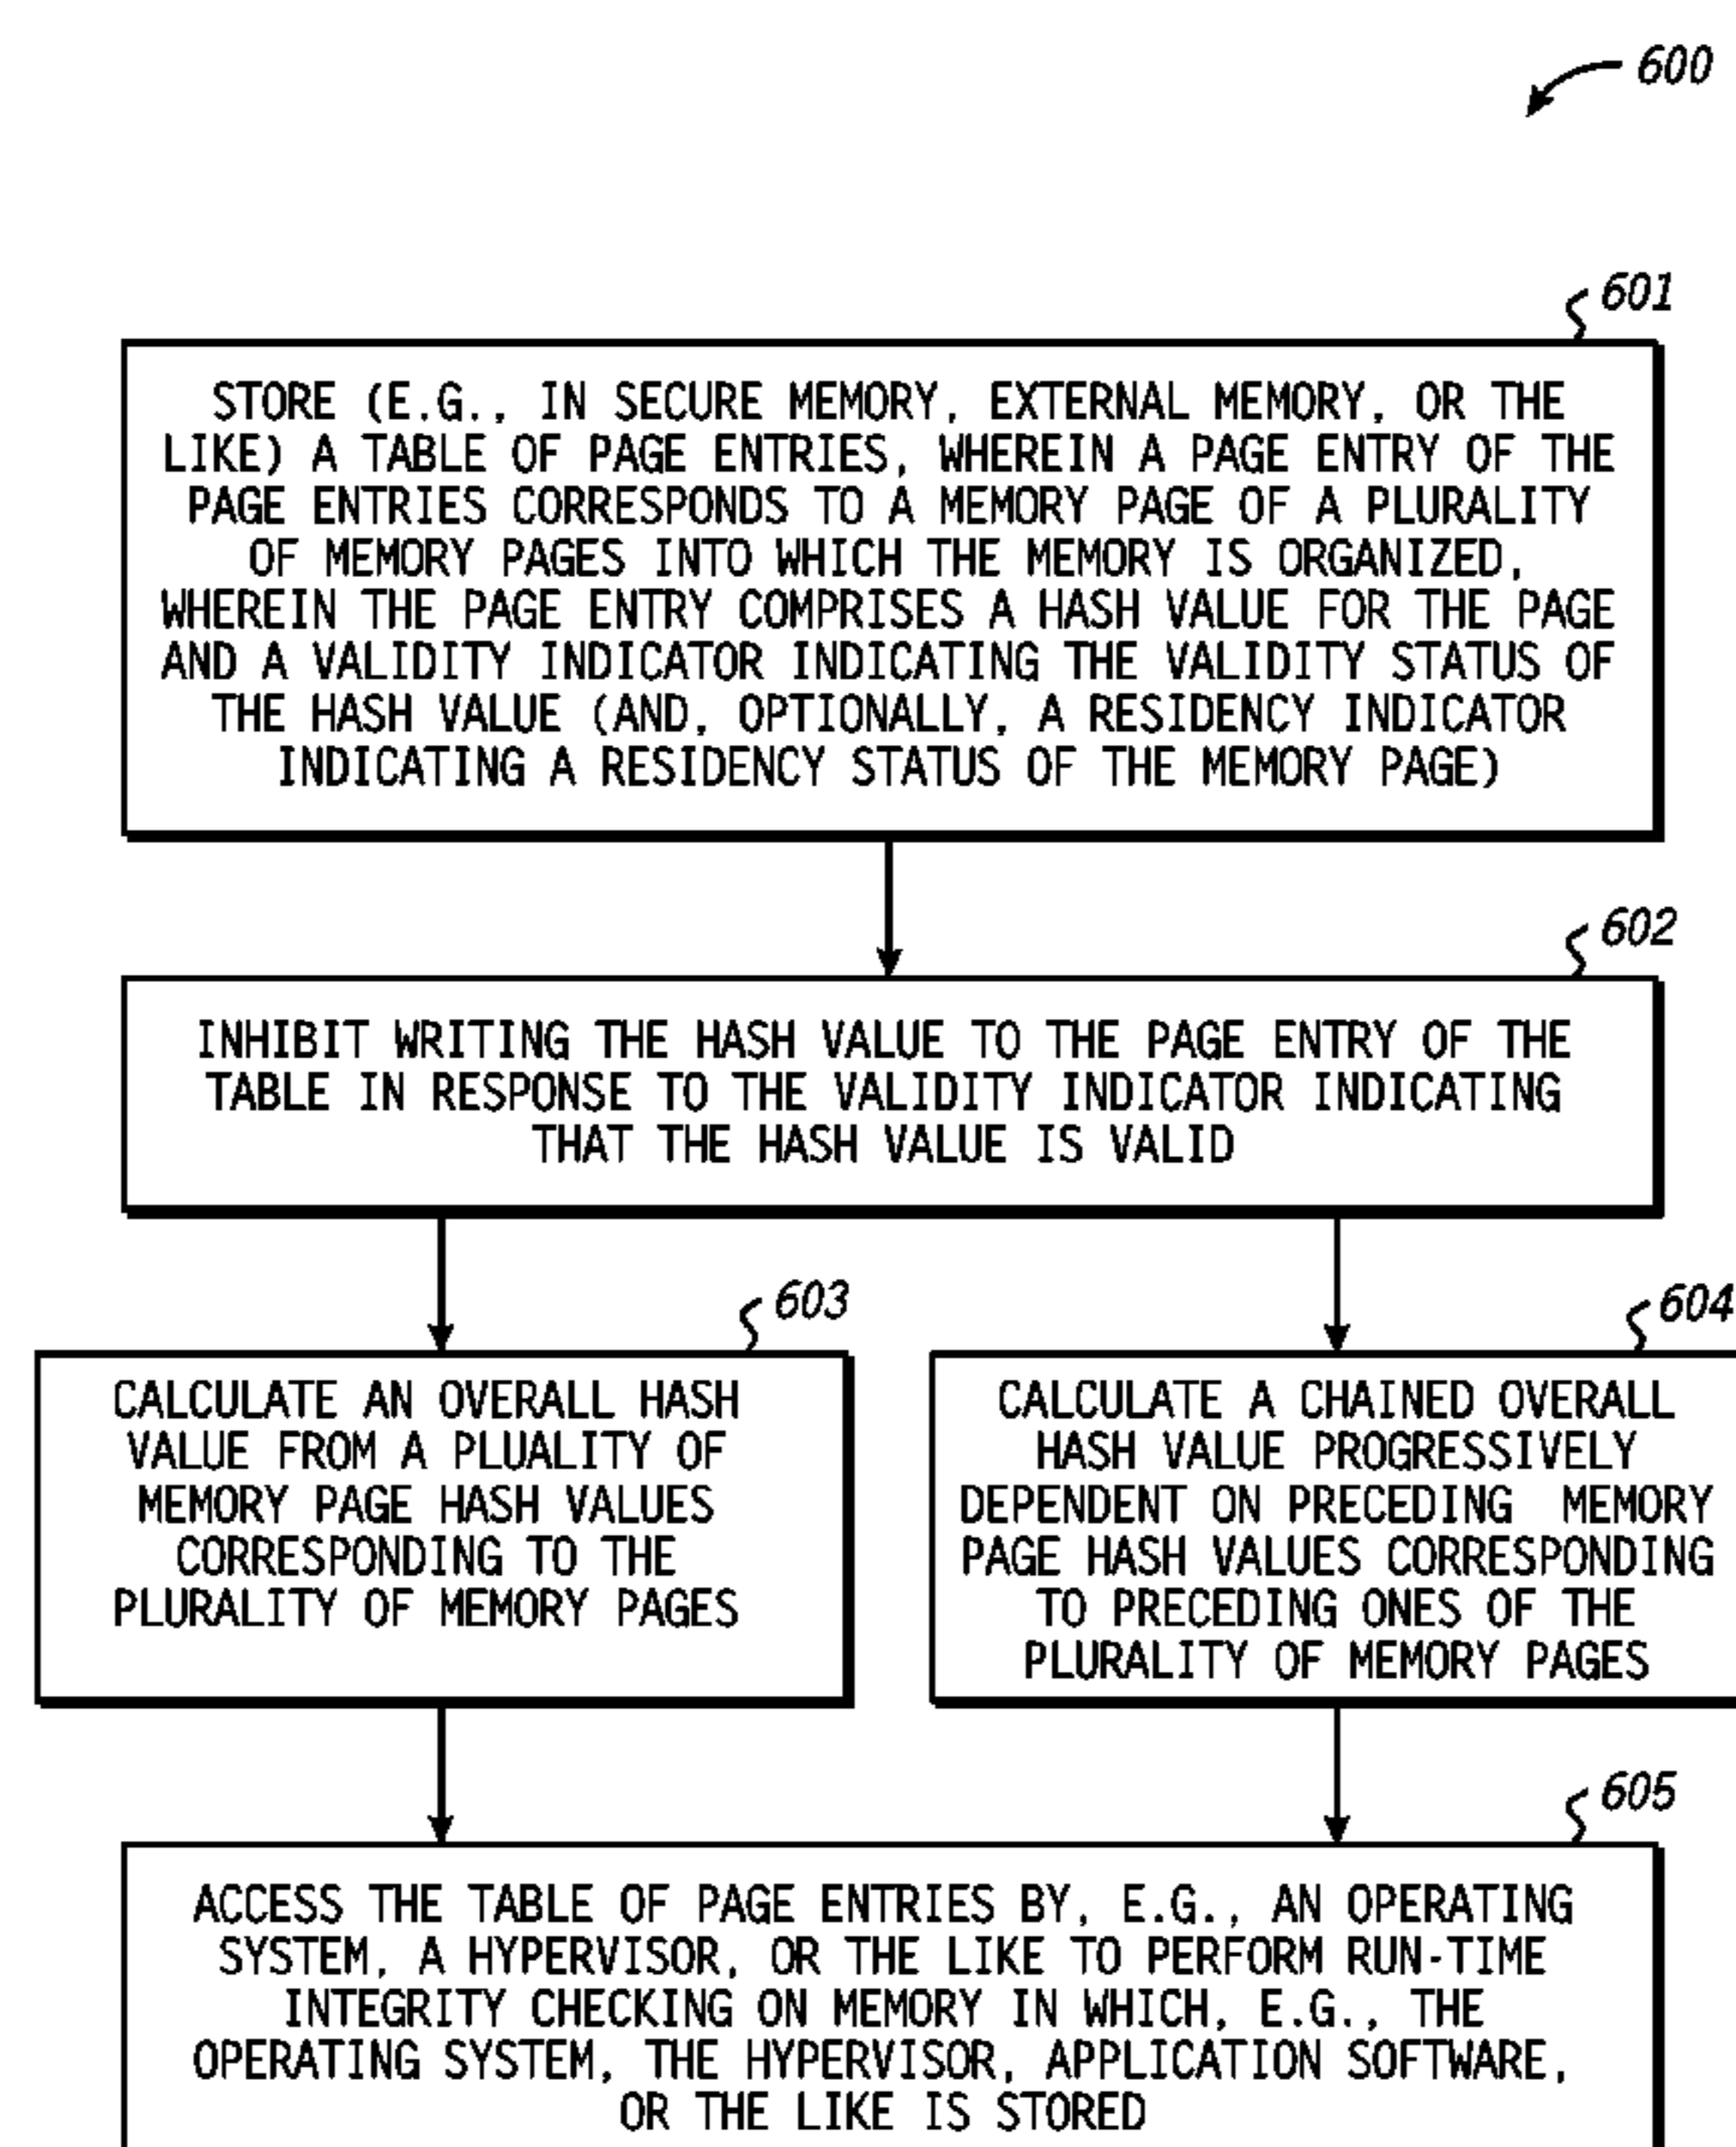 600
601
STORE (E.G., IN SECURE MEMORY, EXTERNAL MEMORY, OR THE
LIKE) A TABLE OF PAGE ENTRIES, WHEREIN A PAGE ENTRY OF THE
PAGE ENTRIES CORRESPONDS TO A MEMORY PAGE OF A PLURALITY
OF MEMORY PAGES INTO WHICH THE MEMORY IS ORGANIZED,
WHEREIN THE PAGE ENTRY COMPRISES A HASH VALUE FOR THE PAGE
AND A VALIDITY INDICATOR INDICATING THE VALIDITY STATUS OF
THE HASH VALUE (AND, OPTIONALLY, A RESIDENCY INDICATOR
INDICATING A RESIDENCY STATUS OF THE MEMORY PAGE)
602
INHIBIT WRITING THE HASH VALUE TO THE PAGE ENTRY OF THE
TABLE IN RESPONSE TO THE VALIDITY INDICATOR INDICATING
THAT THE HASH VALUE IS VALID
603
CALCULATE AN OVERALL HASH
VALUE FROM A PLUALITY OF
MEMORY PAGE HASH VALUES
CORRESPONDING TO THE
PLURALITY OF MEMORY PAGES
604
CALCULATE A CHAINED OVERALL
HASH VALUE PROGRESSIVELY
DEPENDENT ON PRECEDING MEMORY
PAGE HASH VALUES CORRESPONDING
TO PRECEDING ONES OF THE
PLURALITY OF MEMORY PAGES
605
ACCESS THE TABLE OF PAGE ENTRIES BY, E.G., AN OPERATING
SYSTEM, A HYPERVISOR, OR THE LIKE TO PERFORM RUN-TIME
INTEGRITY CHECKING ON MEMORY IN WHICH, E.G., THE
OPERATING SYSTEM, THE HYPERVISOR, APPLICATION SOFTWARE,
OR THE LIKE IS STORED